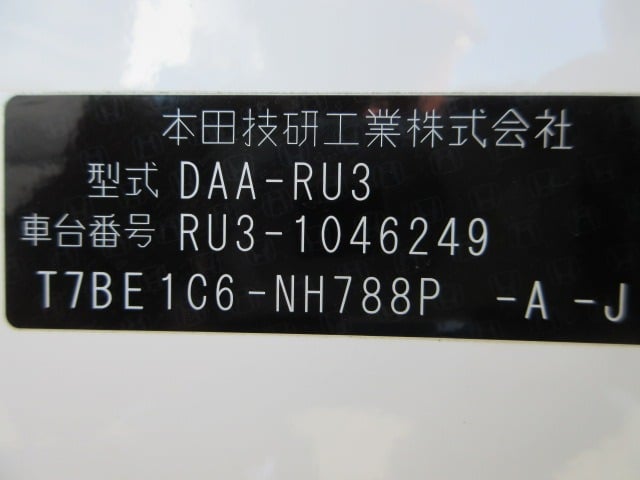 本田技研工業株式会社
型式 DAA-RU3
車台番号 RU3-1046249
T7BE1C6-NH788P -A -J